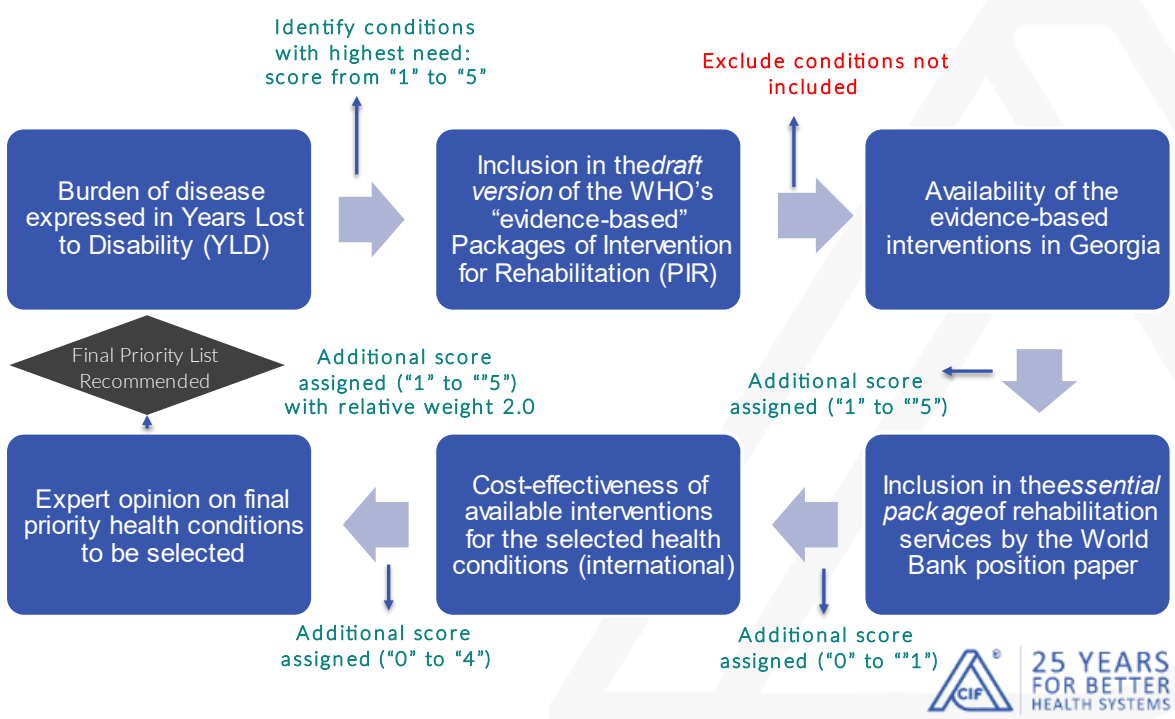 Identify conditions
with highest need:
score from “1” to “5”
Exclude conditions not
included
Burden of disease
expressed in Years Lost
to Disability (YLD)
Inclusion in thedraft
version of the WHO’s
“evidence-based”
Packages of Intervention
for Rehabilitation (PIR)
Availability of the
evidence-based
interventions in Georgia
Final Priority List
Recommended
Additional score
assigned (“1” to “”5”)
with relative weight 2.0
Additional score
assigned (“1” to “”5”)
Expert opinion on final
priority health conditions
to be selected
Cost-effectiveness of
available interventions
for the selected health
conditions (international)
Inclusion in theessential
packageof rehabilitation
services by the World
Bank position paper
Additional score
assigned (“0” to “4”)
Additional score
assigned (“0” to “”1”)
CIF
®
25 YEARS
FOR BETTER
HEALTH SYSTEMS